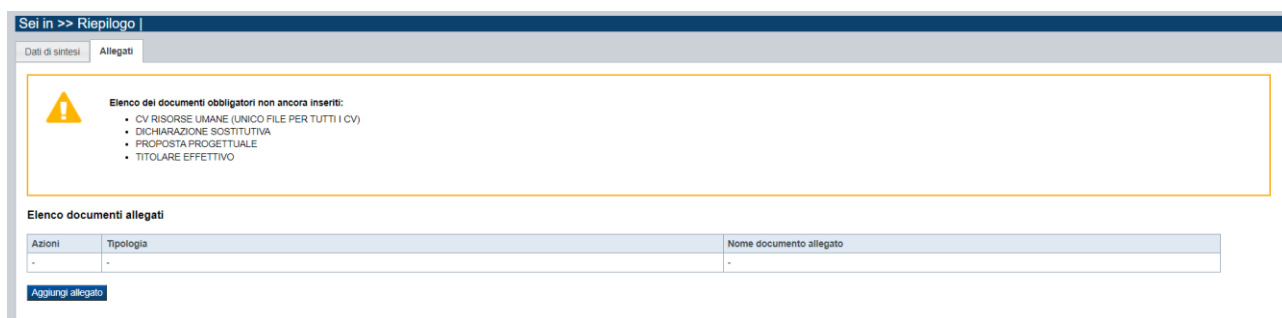 Sei in >> Riepilogo |
Dati di sintesi Allegati
Elenco dei documenti obbligatori non ancora inseriti:
• CV RISORSE UMANE (UNICO FILE PER TUTTI I CV)
• DICHIARAZIONE SOSTITUTIVA
• PROPOSTA PROGETTUALE
• TITOLARE EFFETTIVO
Elenco documenti allegati
Azioni Tipologia Nome documento allegato
- - -
Aggiungi allegato